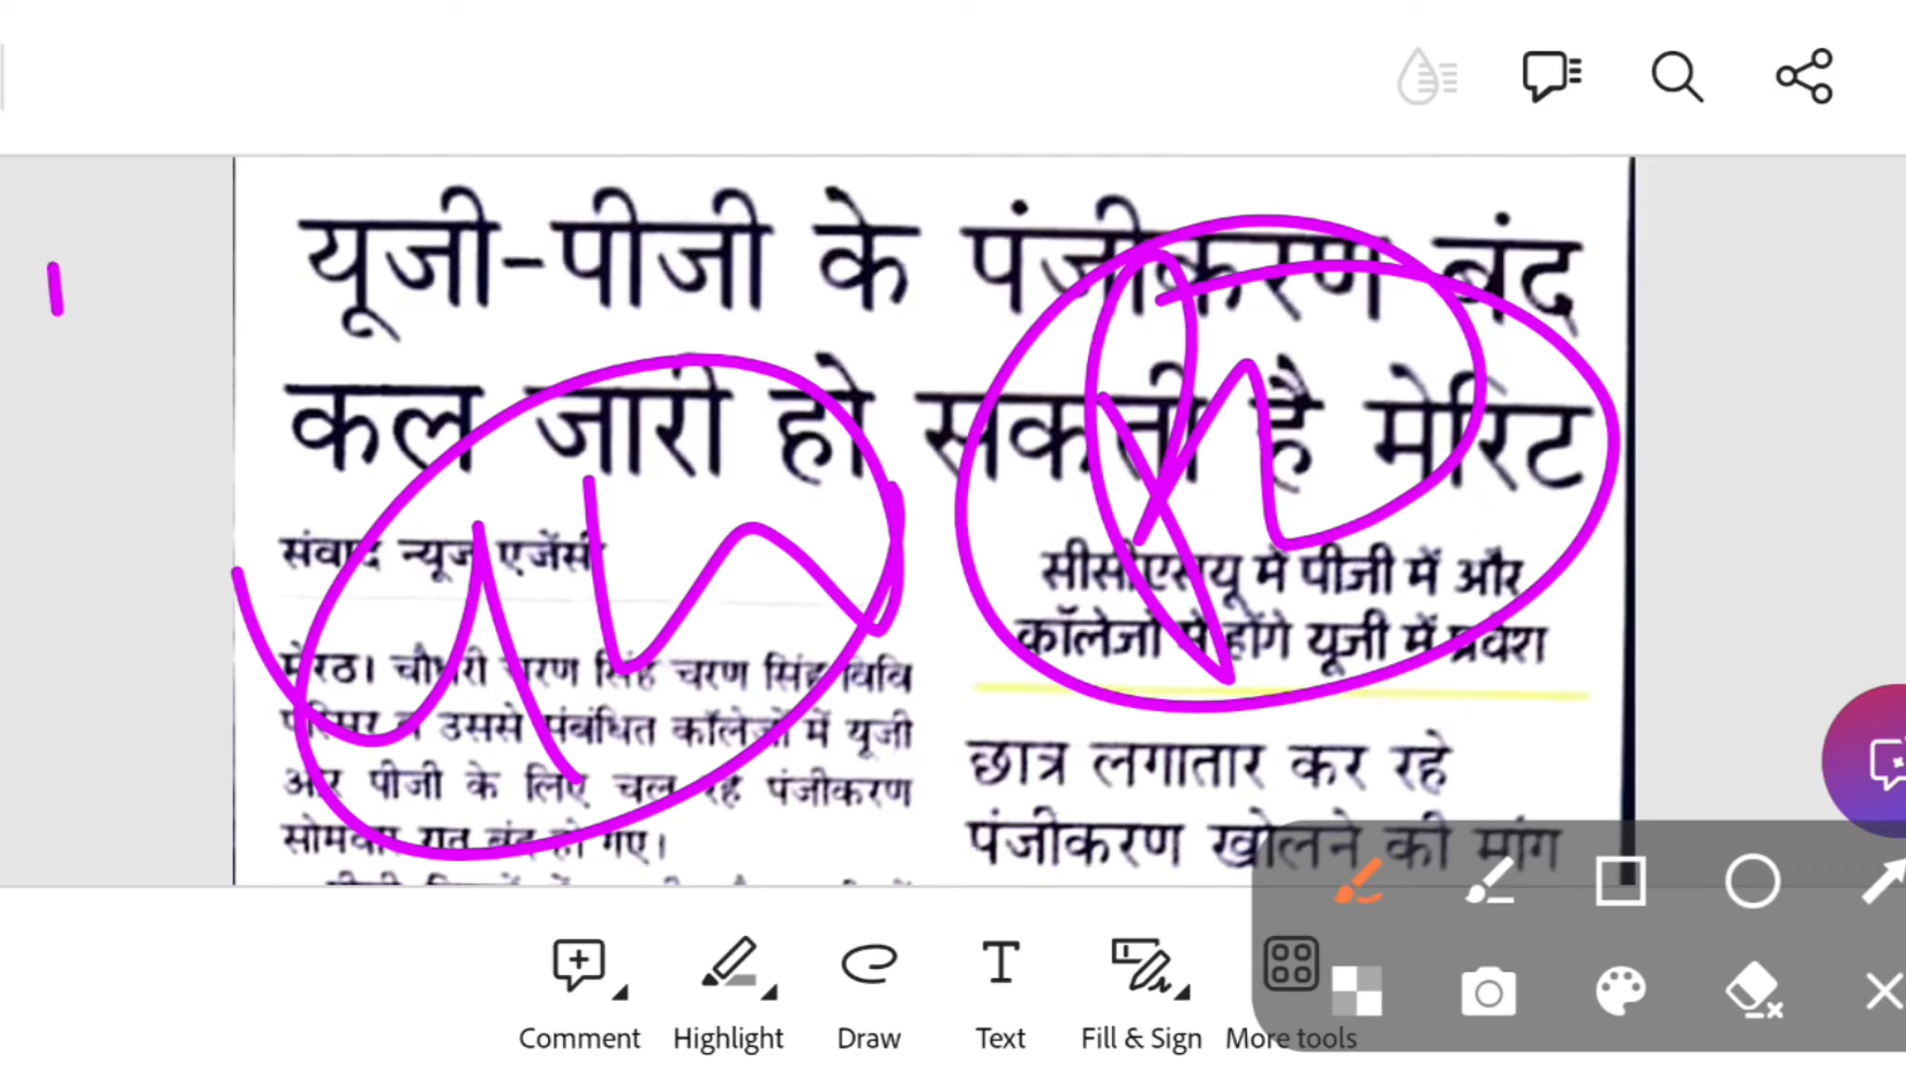 यूजी-पीजी के पंजीकरण बंद
कल जारी हो सकती है मेरिट
संवाद न्यूज एजेंसी
मेरठ। चौधरी चरण सिंह चरण सिंह विवि
परिसर व उससे संबंधित कॉलेजों में यूजी
और पीजी के लिए चल रहे पंजीकरण
सोमवार रात बंद हो गए।
सीसीएसयू में पीजी में और
कॉलेजों में होंगे यूजी में प्रवेश
छात्र लगातार कर रहे
पंजीकरण खोलने की मांग
Comment
Highlight
Draw
Text
Fill & Sign
More tools